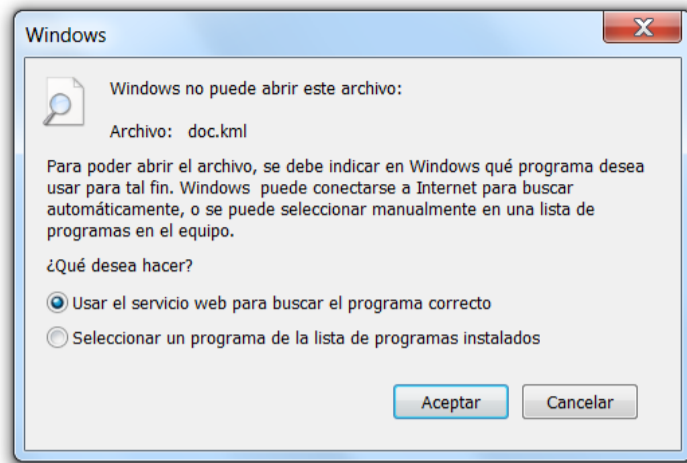 Windows
Windows no puede abrir este archivo:
Archivo: doc.kml
Para poder abrir el archivo, se debe indicar en Windows qué programa desea
usar para tal fin. Windows puede conectarse a Internet para buscar
automáticamente, o se puede seleccionar manualmente en una lista de
programas en el equipo.
¿Qué desea hacer?
Usar el servicio web para buscar el programa correcto
Seleccionar un programa de la lista de programas instalados
Aceptar Cancelar